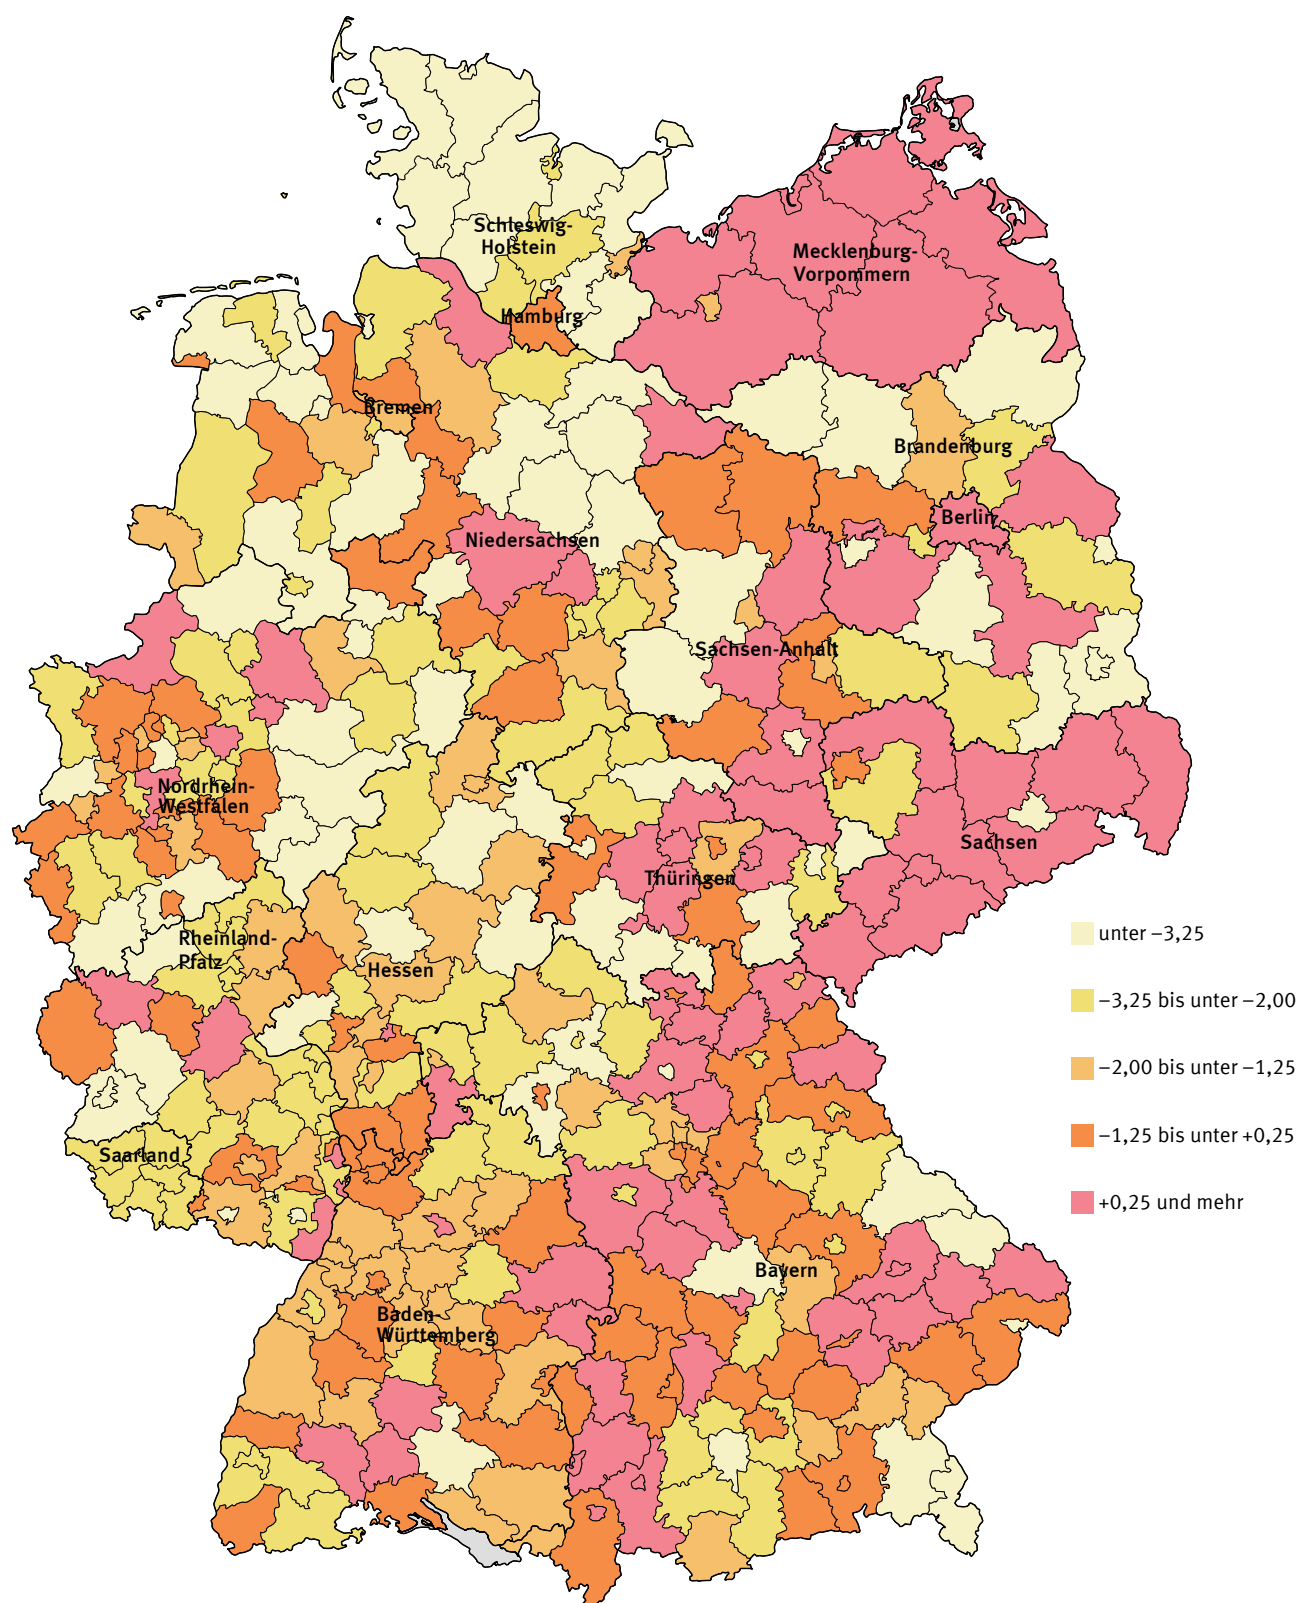 Schleswig-
Holstein
Mecklenburg-
Vorpommern
Hamburg
Bremen
Brandenburg
Berlin
Niedersachsen
Sachsen-Anhalt
Nordrhein-
Westfalen
Sachsen
Thüringen
Rheinland-
Pfalz
Hessen
Saarland
Bayern
Baden-
Württemberg
unter –3,25
–3,25 bis unter –2,00
–2,00 bis unter –1,25
–1,25 bis unter +0,25
+0,25 und mehr